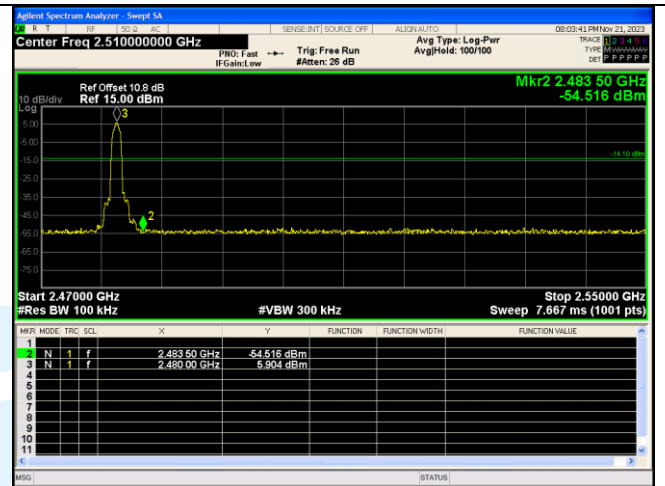 Agilent Spectrum Analyzer - Swept SA
R T RF 50 Ω AC SENSE:INT SOURCE OFF ALIGN AUTO 08:03:41 PM Nov 21, 2023
Center Freq 2.510000000 GHz
PNO: Fast
IFGain:Low
Trig: Free Run
#Atten: 26 dB
Avg Type: Log-Pwr
Avg|Hold: 100/100
TRACE 1 2 3 4 5 6
TYPE M WWWWW
DET P P P P P P
Mkr2 2.483 50 GHz
-54.516 dBm
Ref Offset 10.8 dB
10 dB/div Ref 15.00 dBm
Log
3
5.00
-5.00
-14.10 dBm
-15.0
-25.0
-35.0
-45.0
2
-55.0
-65.0
-75.0
Start 2.47000 GHz Stop 2.55000 GHz
#Res BW 100 kHz #VBW 300 kHz Sweep 7.667 ms (1001 pts)
MKR MODE TRC SCL X Y FUNCTION FUNCTION WIDTH FUNCTION VALUE
1
2 N 1 f 2.483 50 GHz -54.516 dBm
3 N 1 f 2.480 00 GHz 5.904 dBm
4
5
6
7
8
9
10
11
MSG STATUS